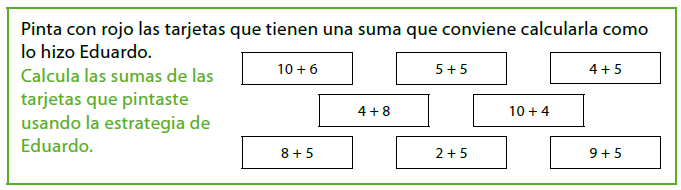 Pinta con rojo las tarjetas que tienen una suma que conviene calcularla como
lo hizo Eduardo.
Calcula las sumas de las
tarjetas que pintaste
usando la estrategia de
Eduardo.
10 + 6
5 + 5
4 + 5
4 + 8
10 + 4
8 + 5
2 + 5
9 + 5